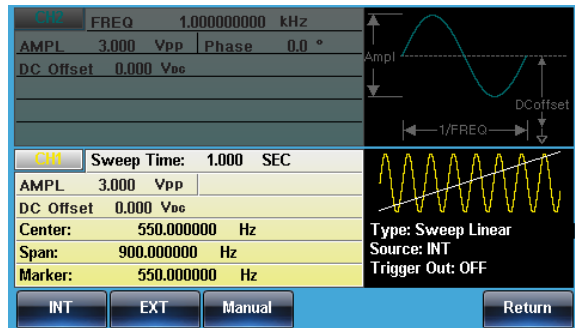 CH2 FREQ 1.000000000 kHz
AMPL 3.000 Vpp Phase 0.0 °
DC Offset 0.000 VDC
Ampl
DCoffset
1/FREQ
CH1 Sweep Time: 1.000 SEC
AMPL 3.000 Vpp
DC Offset 0.000 VDC
Center: 550.000000 Hz
Span: 900.000000 Hz
Marker: 550.000000 Hz
Type: Sweep Linear
Source: INT
Trigger Out: OFF
INT EXT Manual Return